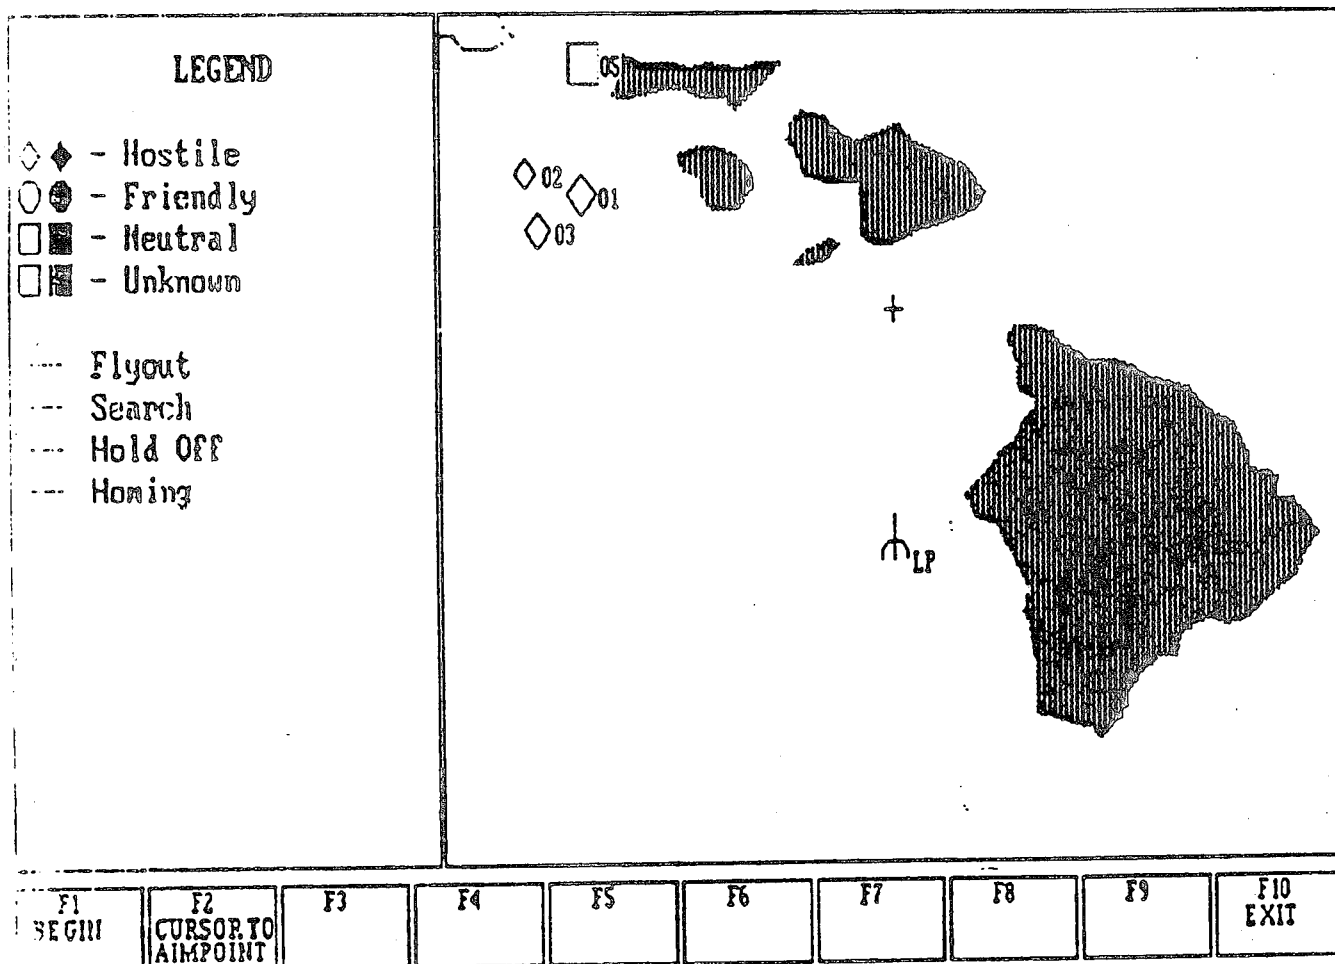 LEGEND
- Hostile
- Friendly
- Neutral
- Unknown
Flyout
Search
Hold Off
Homing
05
02
01
03
LP
F1
BEGIN
F2
CURSOR TO
AIMPOINT
F3
F4
F5
F6
F7
F8
F9
F10
EXIT